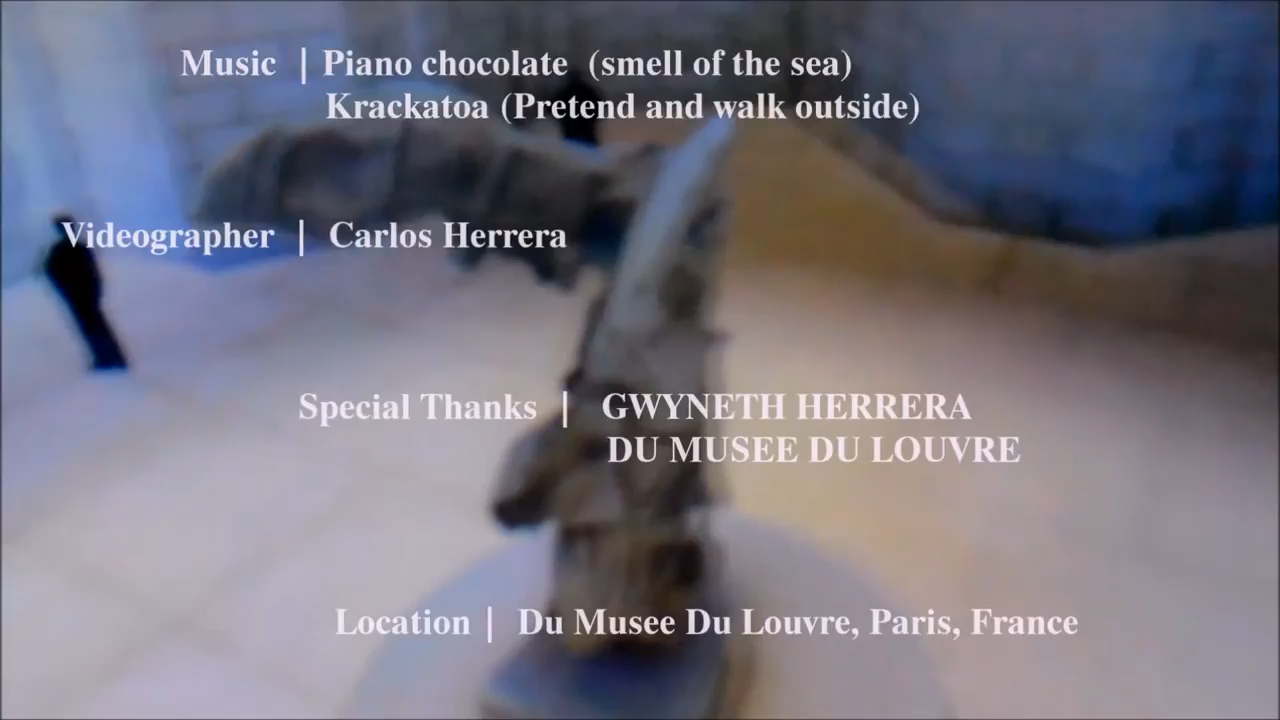 Music | Piano chocolate (smell of the sea)
Krackatoa (Pretend and walk outside)
Videographer | Carlos Herrera
Special Thanks | GWYNETH HERRERA
DU MUSEE DU LOUVRE
Location | Du Musee Du Louvre, Paris, France